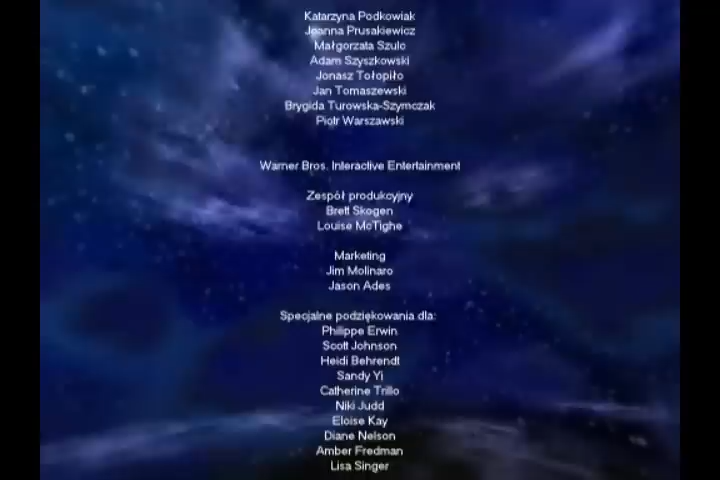 Katarzyna Podkowiak
Joanna Prusakiewicz
Małgorzata Szulc
Adam Szyszkowski
Jonasz Tołopiło
Jan Tomaszewski
Brygida Turowska-Szymczak
Piotr Warszawski
Warner Bros. Interactive Entertainment
Zespół produkcyjny
Brett Skogen
Louise McTighe
Marketing
Jim Molinaro
Jason Ades
Specjalne podziękowania dla:
Philippe Erwin
Scott Johnson
Heidi Behrendt
Sandy Yi
Catherine Trillo
Niki Judd
Eloise Kay
Diane Nelson
Amber Fredman
Lisa Singer